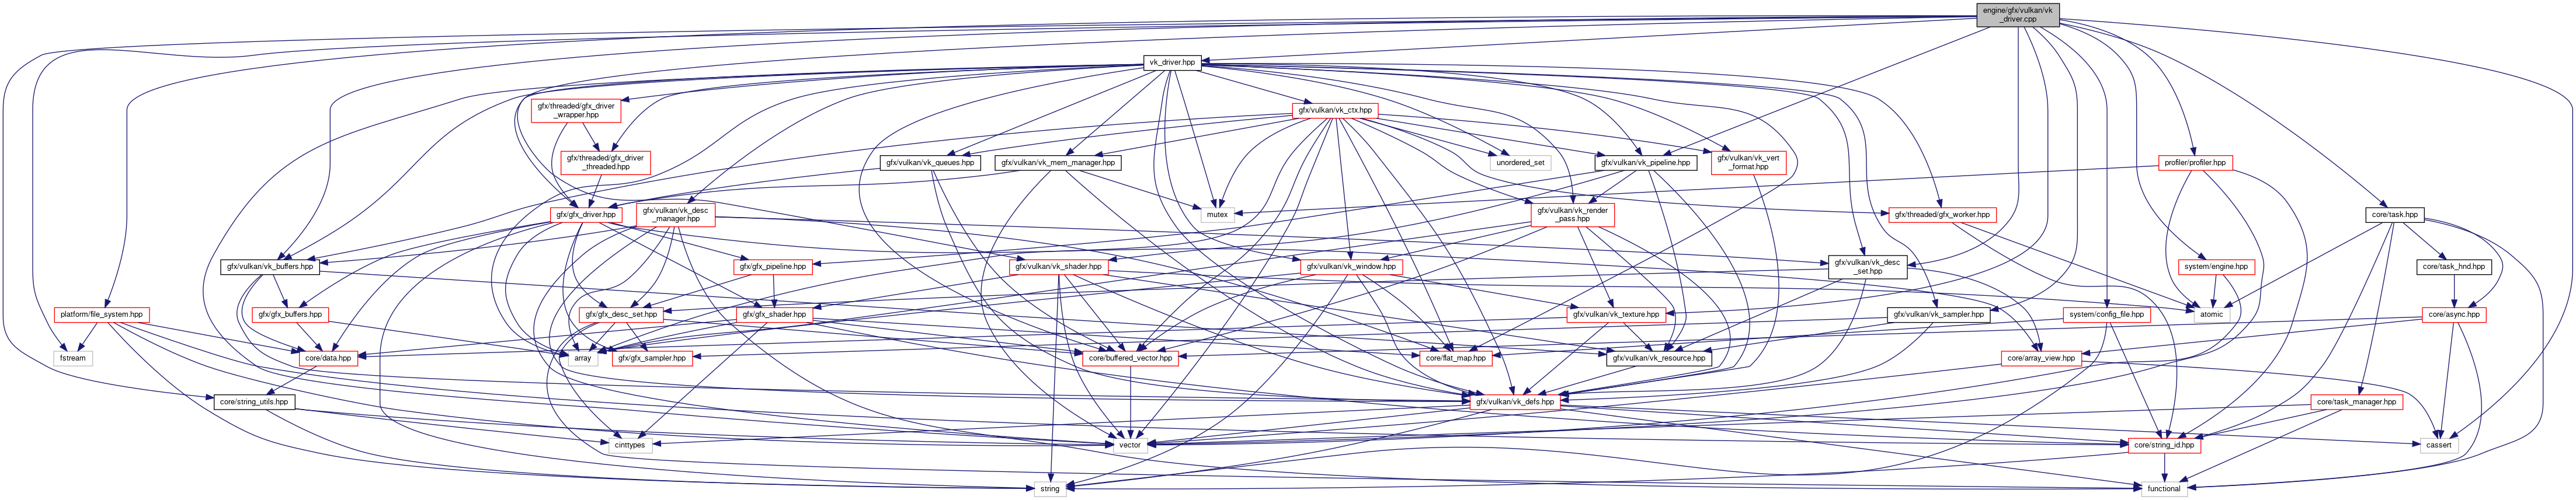 engine/gfx/vulkan/vk
_driver.cpp
vk_driver.hpp
gfx/threaded/gfx_driver
_wrapper.hpp
gfx/vulkan/vk_ctx.hpp
gfx/threaded/gfx_driver
_threaded.hpp
gfx/vulkan/vk_queues.hpp
gfx/vulkan/vk_mem_manager.hpp
unordered_set
gfx/vulkan/vk_pipeline.hpp
gfx/vulkan/vk_vert
_format.hpp
profiler/profiler.hpp
gfx/gfx_driver.hpp
gfx/vulkan/vk_desc
_manager.hpp
mutex
gfx/vulkan/vk_render
_pass.hpp
gfx/threaded/gfx_worker.hpp
core/task.hpp
gfx/vulkan/vk_buffers.hpp
gfx/gfx_pipeline.hpp
gfx/vulkan/vk_shader.hpp
gfx/vulkan/vk_window.hpp
gfx/vulkan/vk_desc
_set.hpp
system/engine.hpp
core/task_hnd.hpp
platform/file_system.hpp
gfx/gfx_buffers.hpp
gfx/gfx_desc_set.hpp
gfx/gfx_shader.hpp
gfx/vulkan/vk_texture.hpp
gfx/vulkan/vk_sampler.hpp
system/config_file.hpp
atomic
core/async.hpp
fstream
core/data.hpp
array
gfx/gfx_sampler.hpp
core/buffered_vector.hpp
core/flat_map.hpp
gfx/vulkan/vk_resource.hpp
core/array_view.hpp
core/string_utils.hpp
gfx/vulkan/vk_defs.hpp
core/task_manager.hpp
cinttypes
vector
core/string_id.hpp
cassert
string
functional